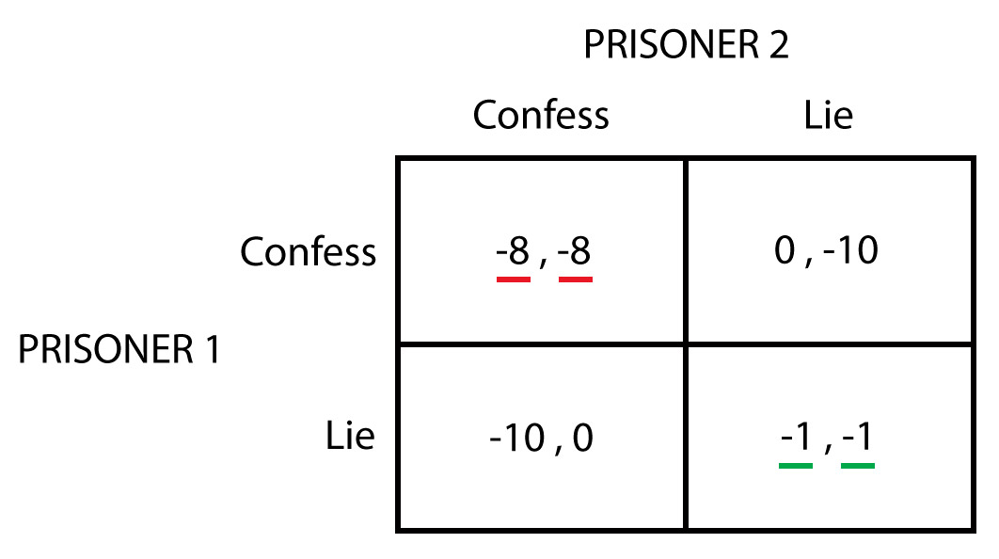 PRISONER 2
Confess Lie
Confess -8 , -8 0 , -10
PRISONER 1
Lie -10 , 0 -1 , -1